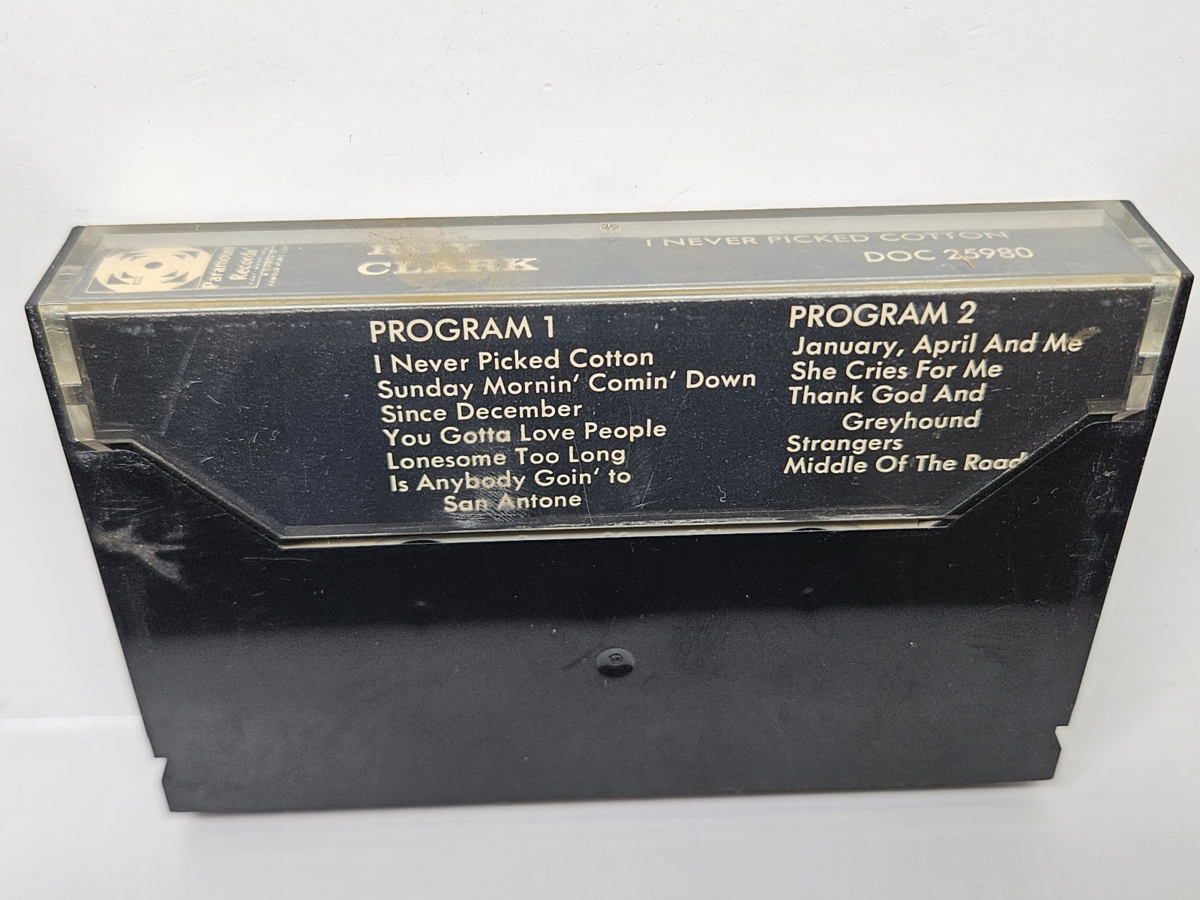 Paramount
Records
CLARK
I NEVER PICKED COTTON
DOC 25980
PROGRAM 1
I Never Picked Cotton
Sunday Mornin' Comin' Down
Since December
You Gotta Love People
Lonesome Too Long
Is Anybody Goin' to
San Antone
PROGRAM 2
January, April And Me
She Cries For Me
Thank God And
Greyhound
Strangers
Middle Of The Road